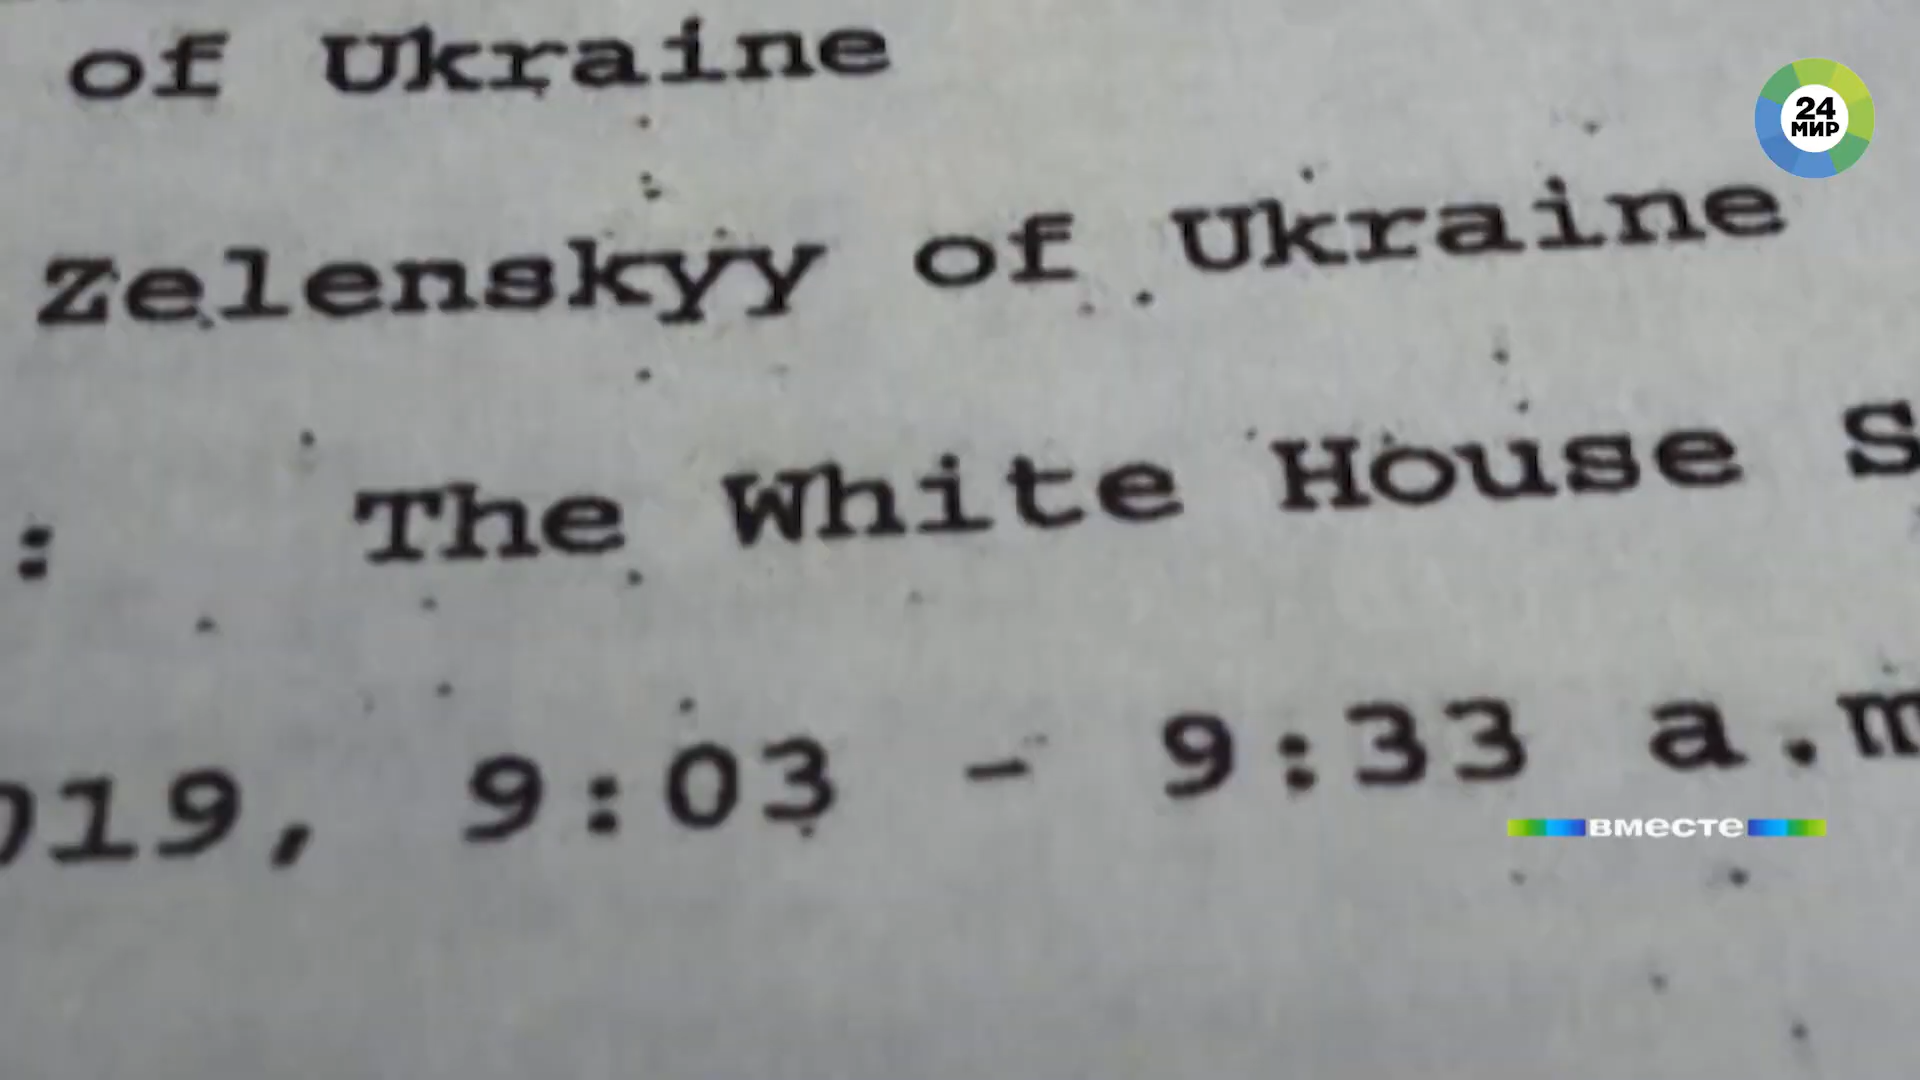 of Ukraine
24
МИР
Zelenskyy of Ukraine
: The White House S
019, 9:03 - 9:33 a.m
вместе